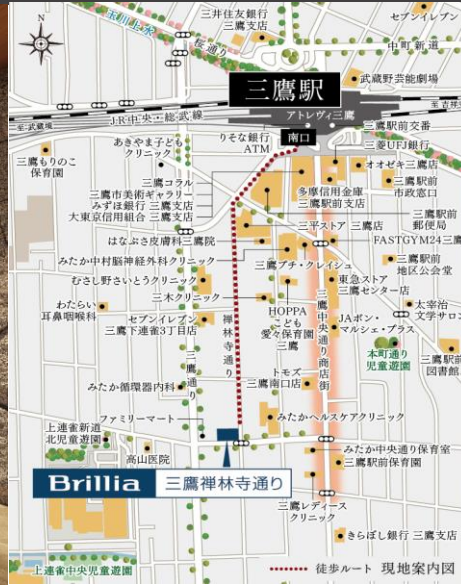 三井住友銀行
三鷹支店
セブンイレブン
玉川上水
桜通り
中町新道
N
武蔵野芸能劇場
三鷹駅
アトレヴィ三鷹
JR中央・総武線
至武蔵境
至吉祥寺
りそな銀行
ATM
南口
三鷹駅前交番
あきやま子ども
クリニック
三菱UFJ銀行
三鷹もりのこ
保育園
オオゼキ三鷹店
三鷹コラル
三鷹市美術ギャラリー
みずほ銀行 三鷹支店
大東京信用組合 三鷹支店
多摩信用金庫
三鷹駅前支店
三鷹駅前
市政窓口
三平ストア 三鷹店
三鷹駅前
郵便局
はなぶさ皮膚科三鷹院
FASTGYM24三鷹
みたか中村脳神経外科クリニック
三鷹プチ・クレイシュ
三鷹駅前
地区公会堂
むさし野さいとうクリニック
東急ストア
三鷹センター店
三木クリニック
太宰治
文学サロン
わたらい
耳鼻咽喉科
HOPPA
こども
愛々保育園
三鷹
JAボン・
マルシェ・プラス
セブンイレブン
三鷹下連雀3丁目店
禅林寺通り
三鷹中央通り商店街
本町通り
児童遊園
三鷹通り
三鷹駅前
図書館
みたか循環器内科
トモズ
三鷹南口店
ファミリーマート
みたかヘルスケアクリニック
上連雀新道
北児童遊園
高山医院
みたか中央通り保育室
三鷹駅前保育園
Brillia 三鷹禅林寺通り
三鷹レディース
クリニック
きらぼし銀行 三鷹支店
上連雀中央児童遊園
徒歩ルート 現地案内図